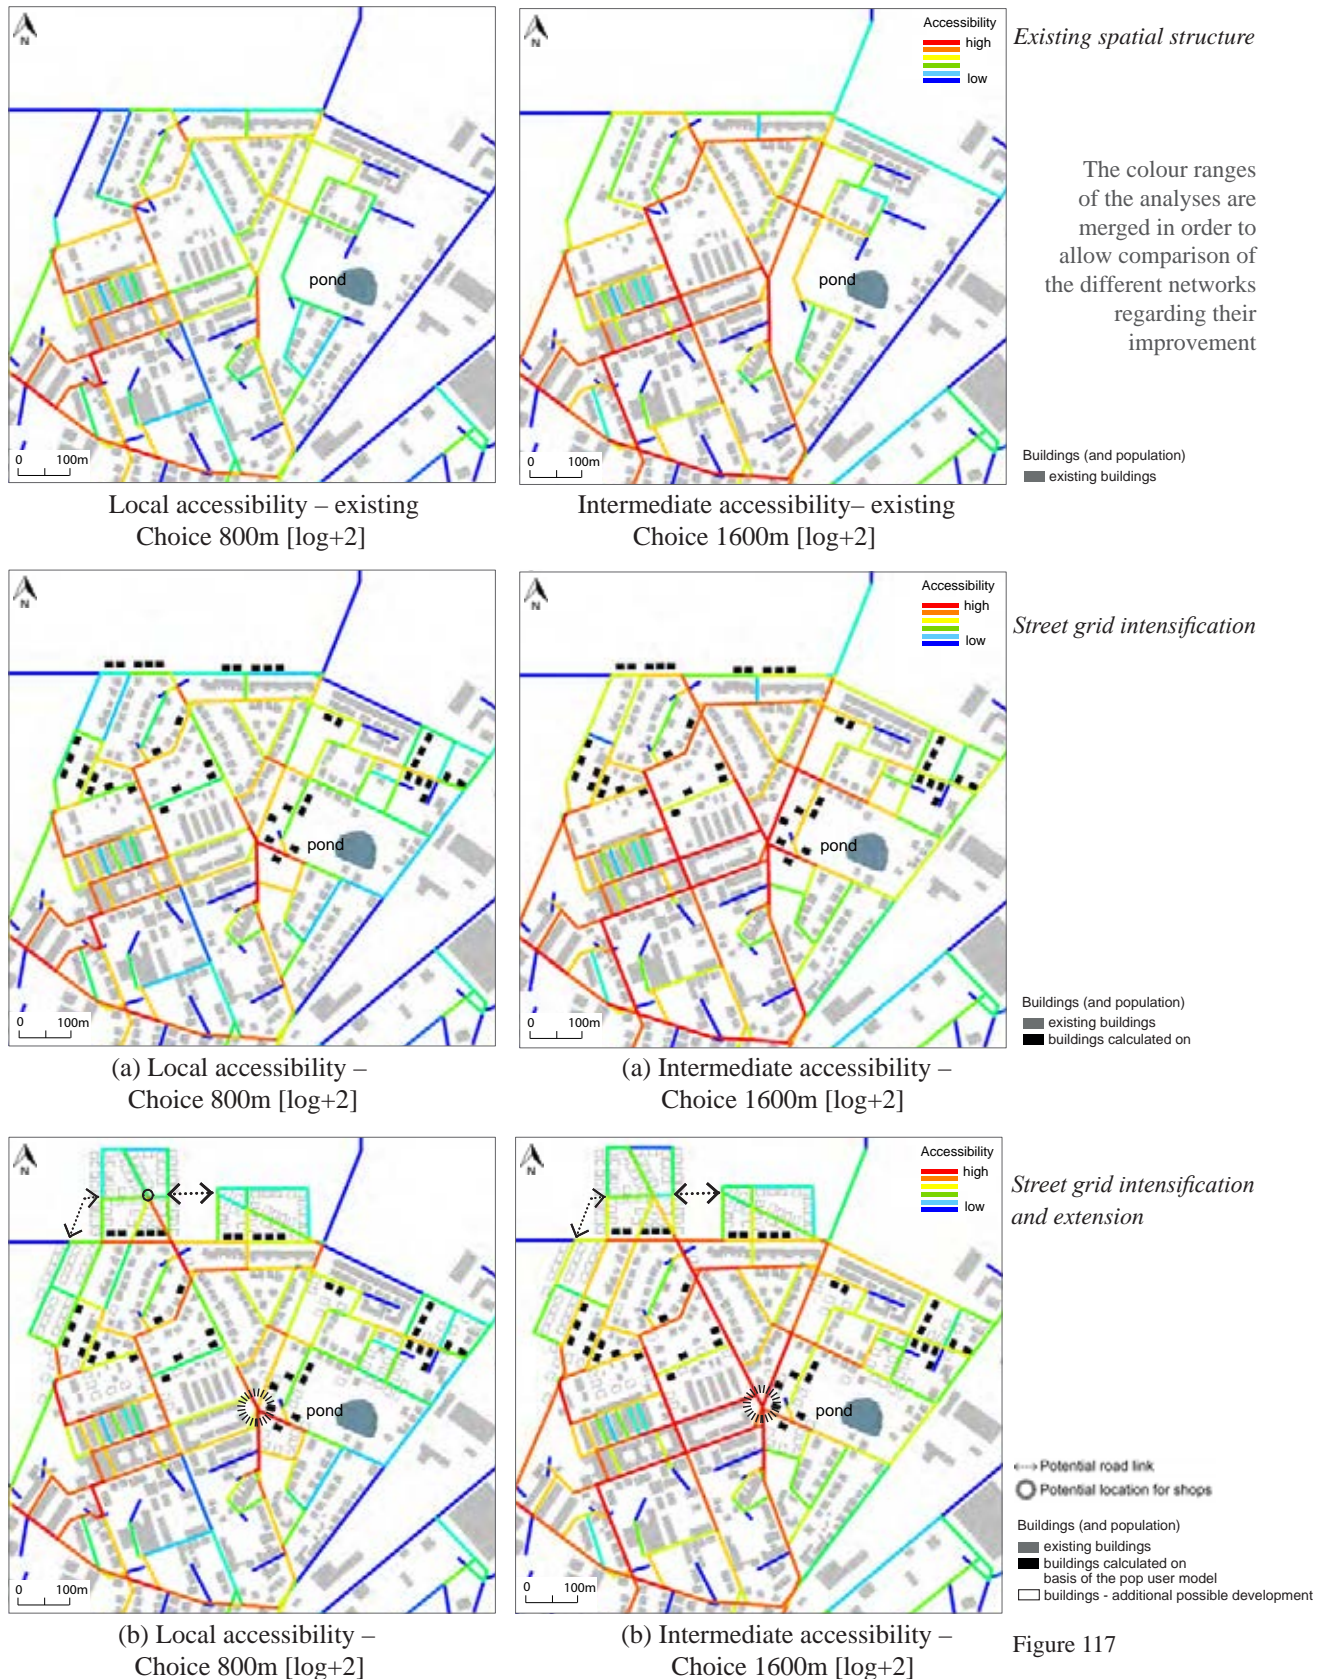 N
pond
0 100m
Local accessibility – existing
Choice 800m [log+2]
N
Accessibility
high
low
pond
0 100m
Intermediate accessibility– existing
Choice 1600m [log+2]
Existing spatial structure
The colour ranges
of the analyses are
merged in order to
allow comparison of
the different networks
regarding their
improvement
Buildings (and population)
existing buildings
N
pond
0 100m
(a) Local accessibility –
Choice 800m [log+2]
N
Accessibility
high
low
pond
0 100m
(a) Intermediate accessibility –
Choice 1600m [log+2]
Street grid intensification
Buildings (and population)
existing buildings
buildings calculated on
N
pond
0 100m
(b) Local accessibility –
Choice 800m [log+2]
N
Accessibility
high
low
pond
0 100m
(b) Intermediate accessibility –
Choice 1600m [log+2]
Street grid intensification
and extension
Potential road link
Potential location for shops
Buildings (and population)
existing buildings
buildings calculated on
basis of the pop user model
buildings - additional possible development
Figure 117